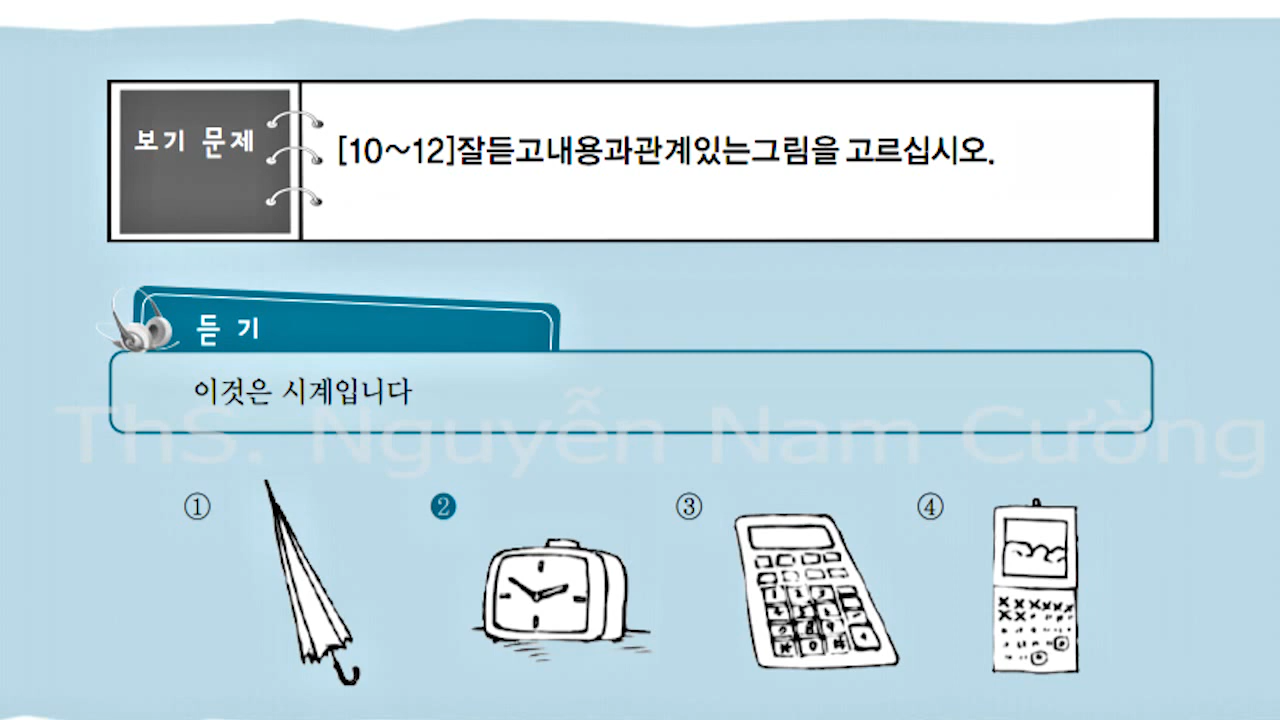 보기 문제
[10~12]잘듣고내용과관계있는그림을 고르십시오.
듣 기
이것은 시계입니다
ThS. Nguyễn Nam Cường
① ❷ ③ ④